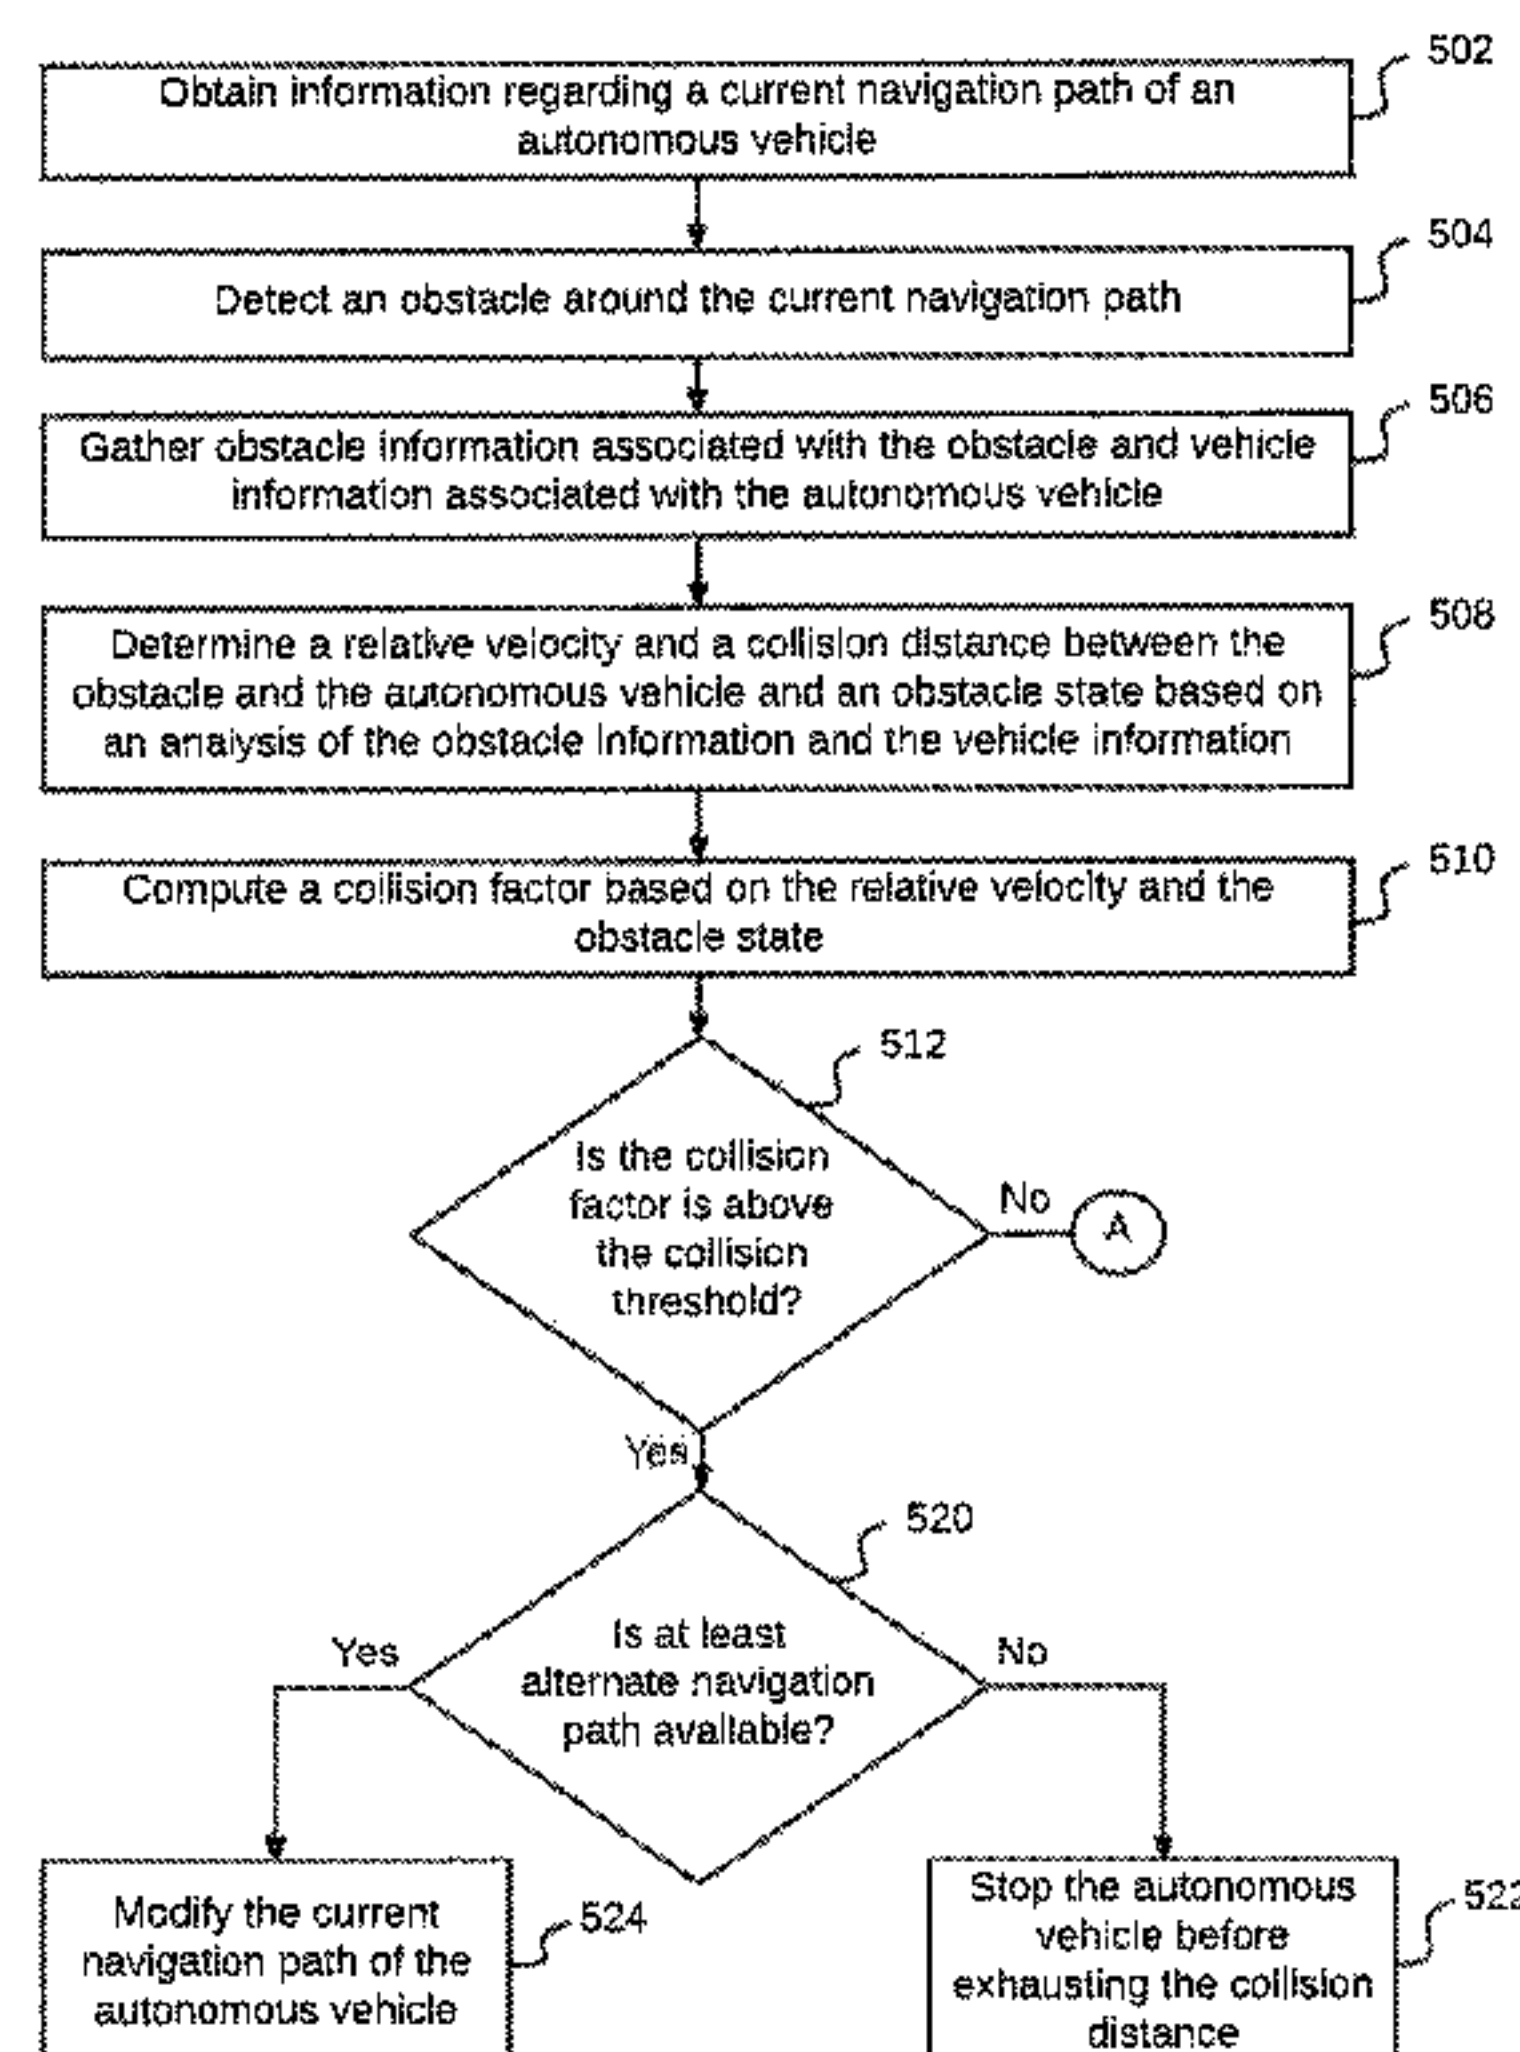 502
Obtain information regarding a current navigation path of an
autonomous vehicle
504
Detect an obstacle around the current navigation path
506
Gather obstacle information associated with the obstacle and vehicle
information associated with the autonomous vehicle
508
Determine a relative velocity and a collision distance between the
obstacle and the autonomous vehicle and an obstacle state based on
an analysis of the obstacle information and the vehicle information
510
Compute a collision factor based on the relative velocity and the
obstacle state
512
Is the collision
factor is above
the collision
threshold?
No
A
Yes
520
Is at least
alternate navigation
path available?
Yes
No
Modify the current
navigation path of the
autonomous vehicle
524
Stop the autonomous
vehicle before
exhausting the collision
distance
522